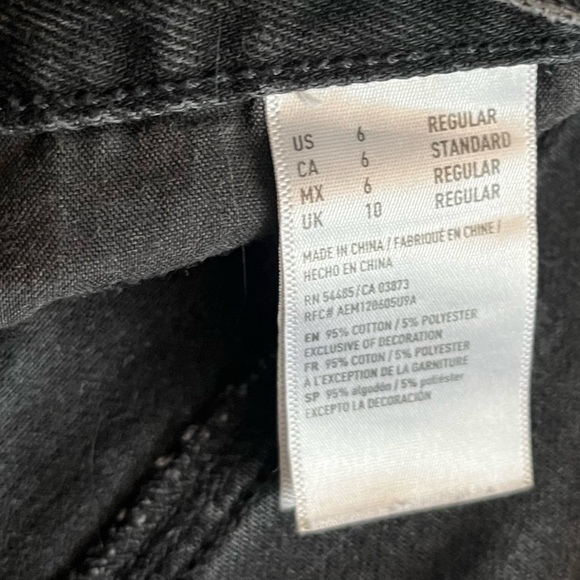 US 6 REGULAR
CA 6 STANDARD
MX 6 REGULAR
UK 10 REGULAR
MADE IN CHINA / FABRIQUÉ EN CHINE /
HECHO EN CHINA
RN 54485/CA 03873
RFC# AEM120605U9A
EN 95% COTTON / 5% POLYESTER
EXCLUSIVE OF DECORATION
FR 95% COTON / 5% POLYESTER
À L'EXCEPTION DE LA GARNITURE
SP 95% algodón / 5% poliéster
EXCEPTO LA DECORACIÓN